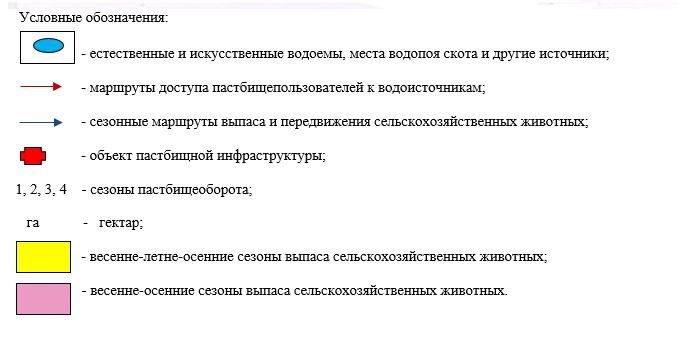 Условные обозначения:
- естественные и искусственные водоемы, места водопоя скота и другие источники;
- маршруты доступа пастбищепользователей к водоисточникам;
- сезонные маршруты выпаса и передвижения сельскохозяйственных животных;
- объект пастбищной инфраструктуры;
1, 2, 3, 4 - сезоны пастбищеоборота;
га - гектар;
- весенне-летне-осенние сезоны выпаса сельскохозяйственных животных;
- весенне-осенние сезоны выпаса сельскохозяйственных животных.